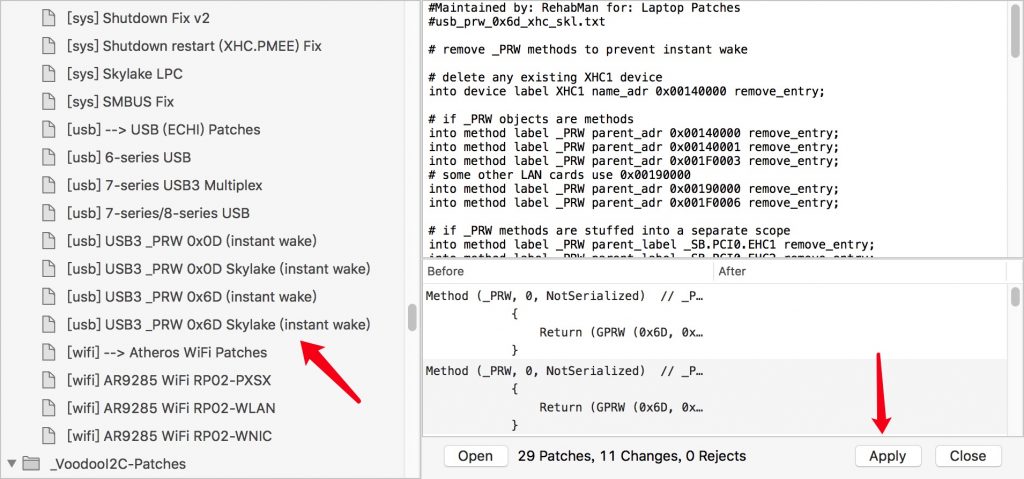 [sys] Shutdown Fix v2
[sys] Shutdown restart (XHC.PMEE) Fix
[sys] Skylake LPC
[sys] SMBUS Fix
[usb] --> USB (ECHI) Patches
[usb] 6-series USB
[usb] 7-series USB3 Multiplex
[usb] 7-series/8-series USB
[usb] USB3 _PRW 0x0D (instant wake)
[usb] USB3 _PRW 0x0D Skylake (instant wake)
[usb] USB3 _PRW 0x6D (instant wake)
[usb] USB3 _PRW 0x6D Skylake (instant wake)
[wifi] --> Atheros WiFi Patches
[wifi] AR9285 WiFi RP02-PXSX
[wifi] AR9285 WiFi RP02-WLAN
[wifi] AR9285 WiFi RP02-WNIC
_VoodooI2C-Patches
#Maintained by: RehabMan for: Laptop Patches
#usb_prw_0x6d_xhc_skl.txt
# remove _PRW methods to prevent instant wake
# delete any existing XHC1 device
into device label XHC1 name_adr 0x00140000 remove_entry;
# if _PRW objects are methods
into method label _PRW parent_adr 0x00140000 remove_entry;
into method label _PRW parent_adr 0x00140001 remove_entry;
into method label _PRW parent_adr 0x001F0003 remove_entry;
# some other LAN cards use 0x00190000
into method label _PRW parent_adr 0x00190000 remove_entry;
into method label _PRW parent_adr 0x001F0006 remove_entry;
# if _PRW methods are stuffed into a separate scope
into method label _PRW parent_label _SB.PCI0.EHC1 remove_entry;
into method label _PRW parent_label _SB.PCI0.EHC2 remove_entry;
Before After
Method (_PRW, 0, NotSerialized) // _P…
{
Return (GPRW (0x6D, 0x…
}
Method (_PRW, 0, NotSerialized) // _P…
{
Return (GPRW (0x6D, 0x…
}
Open 29 Patches, 11 Changes, 0 Rejects Apply Close